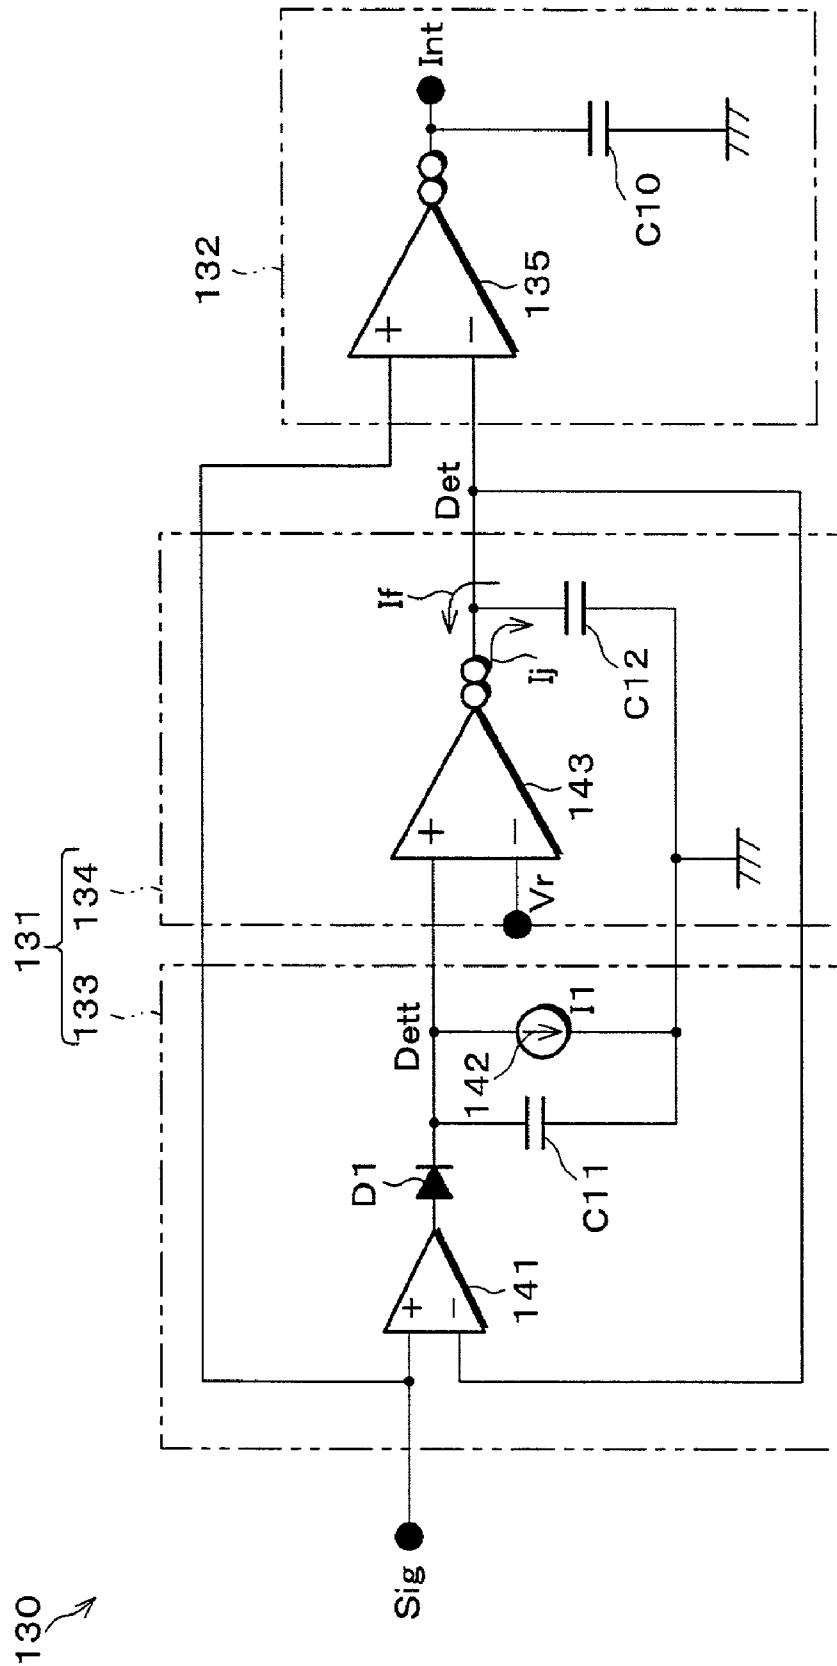 130
131
133
134
132
Sig
+
−
141
D1
C11
Dett
142
I1
Vr
+
−
143
If
Ij
C12
Det
+
−
135
C10
Int